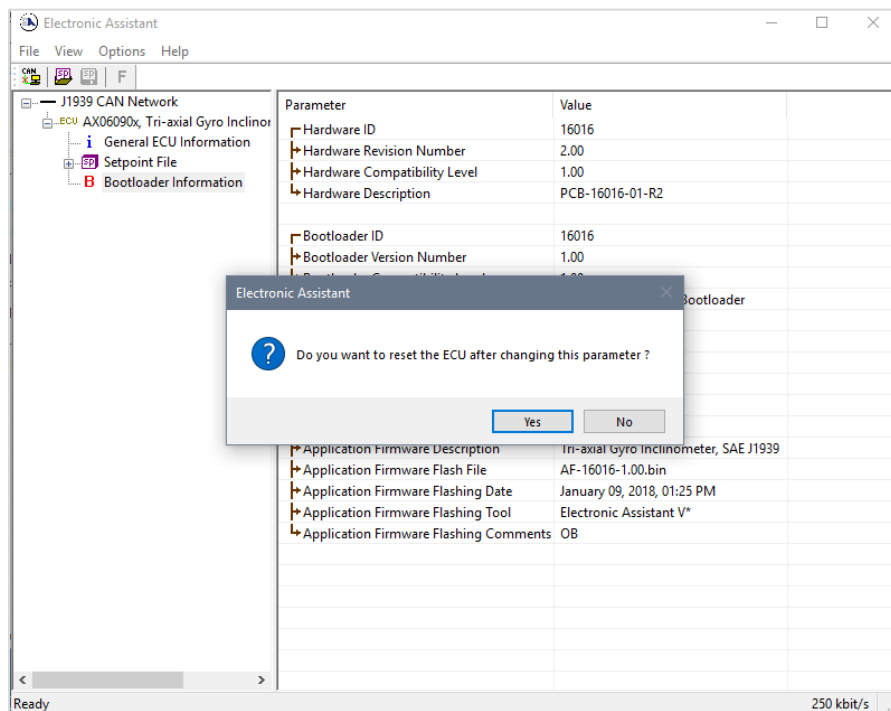 Electronic Assistant
File View Options Help
CAN SP SP F
J1939 CAN Network
ECU AX06090x, Tri-axial Gyro Inclinor
i General ECU Information
SP Setpoint File
B Bootloader Information
Parameter Value
Hardware ID 16016
Hardware Revision Number 2.00
Hardware Compatibility Level 1.00
Hardware Description PCB-16016-01-R2
Bootloader ID 16016
Bootloader Version Number 1.00
Bootloader
Electronic Assistant
Do you want to reset the ECU after changing this parameter ?
Yes No
Application Firmware Description Tri-axial Gyro Inclinometer, SAE J1939
Application Firmware Flash File AF-16016-1.00.bin
Application Firmware Flashing Date January 09, 2018, 01:25 PM
Application Firmware Flashing Tool Electronic Assistant V*
Application Firmware Flashing Comments OB
Ready 250 kbit/s